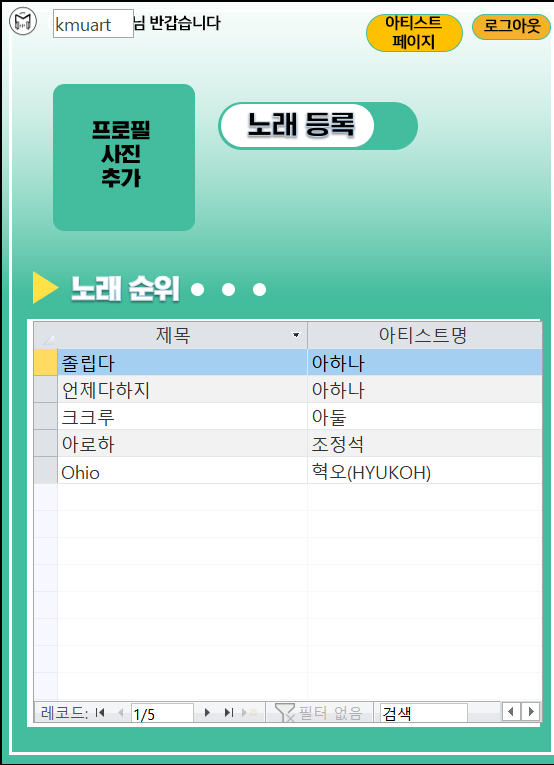 kmuart 님 반갑습니다
아티스트
페이지
로그아웃
프로필
사진
추가
노래 등록
노래 순위
제목 아티스트명
졸립다 아하나
언제다하지 아하나
크크루 아둘
아로하 조정석
Ohio 혁오(HYUKOH)
레코드: 1/5 필터 없음 검색